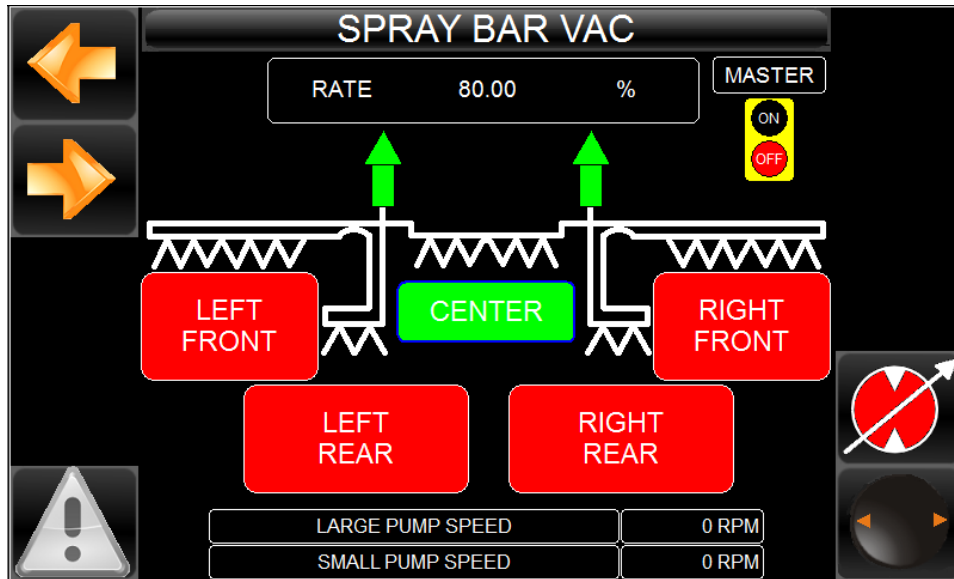 SPRAY BAR VAC
RATE 80.00 %
MASTER
ON
OFF
LEFT
FRONT
CENTER
RIGHT
FRONT
LEFT
REAR
RIGHT
REAR
LARGE PUMP SPEED 0 RPM
SMALL PUMP SPEED 0 RPM